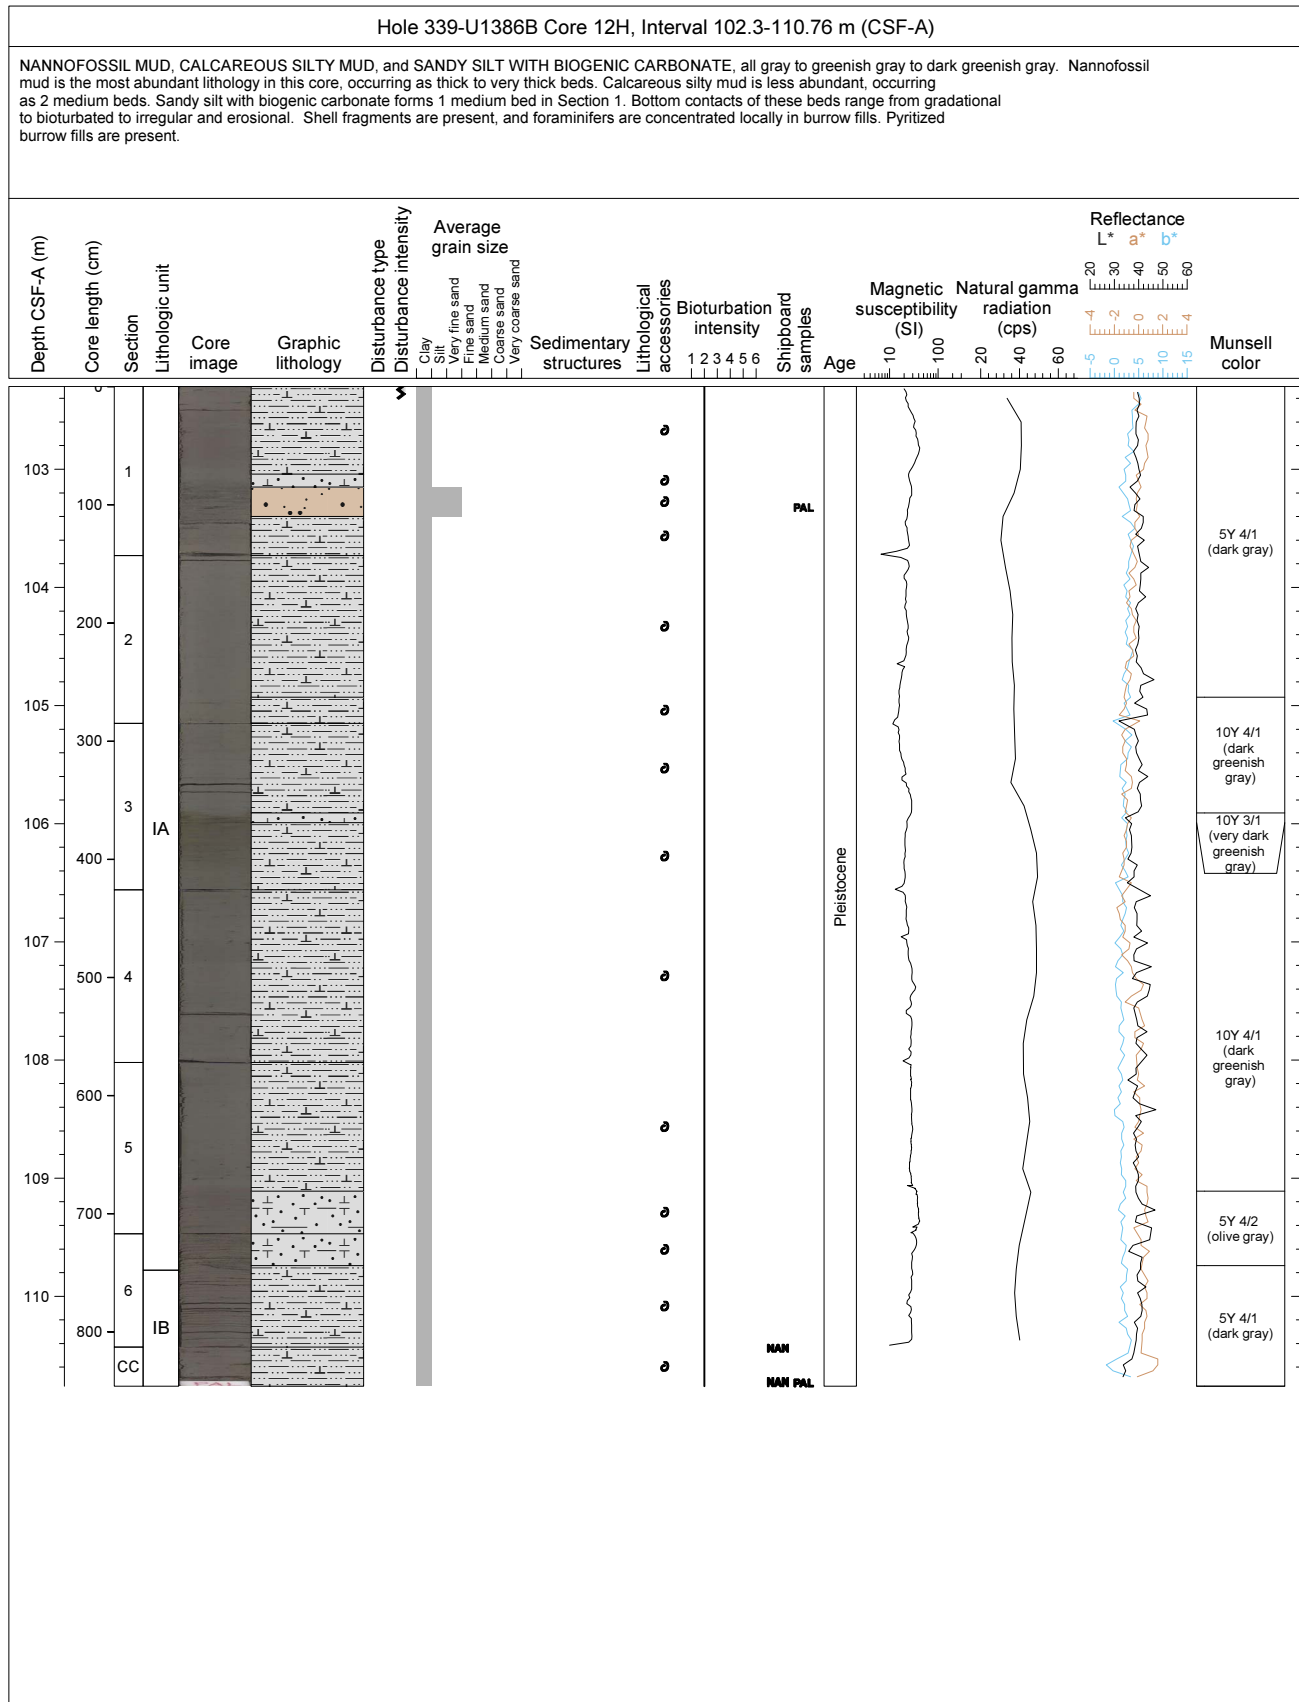 Hole 339-U1386B Core 12H, Interval 102.3-110.76 m (CSF-A)
NANNOFOSSIL MUD, CALCAREOUS SILTY MUD, and SANDY SILT WITH BIOGENIC CARBONATE, all gray to greenish gray to dark greenish gray. Nannofossil
mud is the most abundant lithology in this core, occurring as thick to very thick beds. Calcareous silty mud is less abundant, occurring
as 2 medium beds. Sandy silt with biogenic carbonate forms 1 medium bed in Section 1. Bottom contacts of these beds range from gradational
to bioturbated to irregular and erosional. Shell fragments are present, and foraminifers are concentrated locally in burrow fills. Pyritized
burrow fills are present.
Depth CSF-A (m)
Core length (cm)
Section
Lithologic unit
Core
image
Graphic
lithology
Disturbance type
Disturbance intensity
Average
grain size
Clay
Silt
Very fine sand
Fine sand
Medium sand
Coarse sand
Very coarse sand
Sedimentary
structures
Lithological
accessories
Bioturbation
intensity
1 2 3 4 5 6
Shipboard
samples
Age
Magnetic
susceptibility
(SI)
10 100
Natural gamma
radiation
(cps)
20 40 60
Reflectance
L* a* b*
20 30 40 50 60
-4 -2 0 2 4
-5 0 5 10 15
Munsell
color
103
104
105
106
107
108
109
110
0
100
200
300
400
500
600
700
800
1
2
3
4
5
6
CC
IA
IB
PAL
NAN
NAN PAL
Pleistocene
5Y 4/1
(dark gray)
10Y 4/1
(dark
greenish
gray)
10Y 3/1
(very dark
greenish
gray)
10Y 4/1
(dark
greenish
gray)
5Y 4/2
(olive gray)
5Y 4/1
(dark gray)